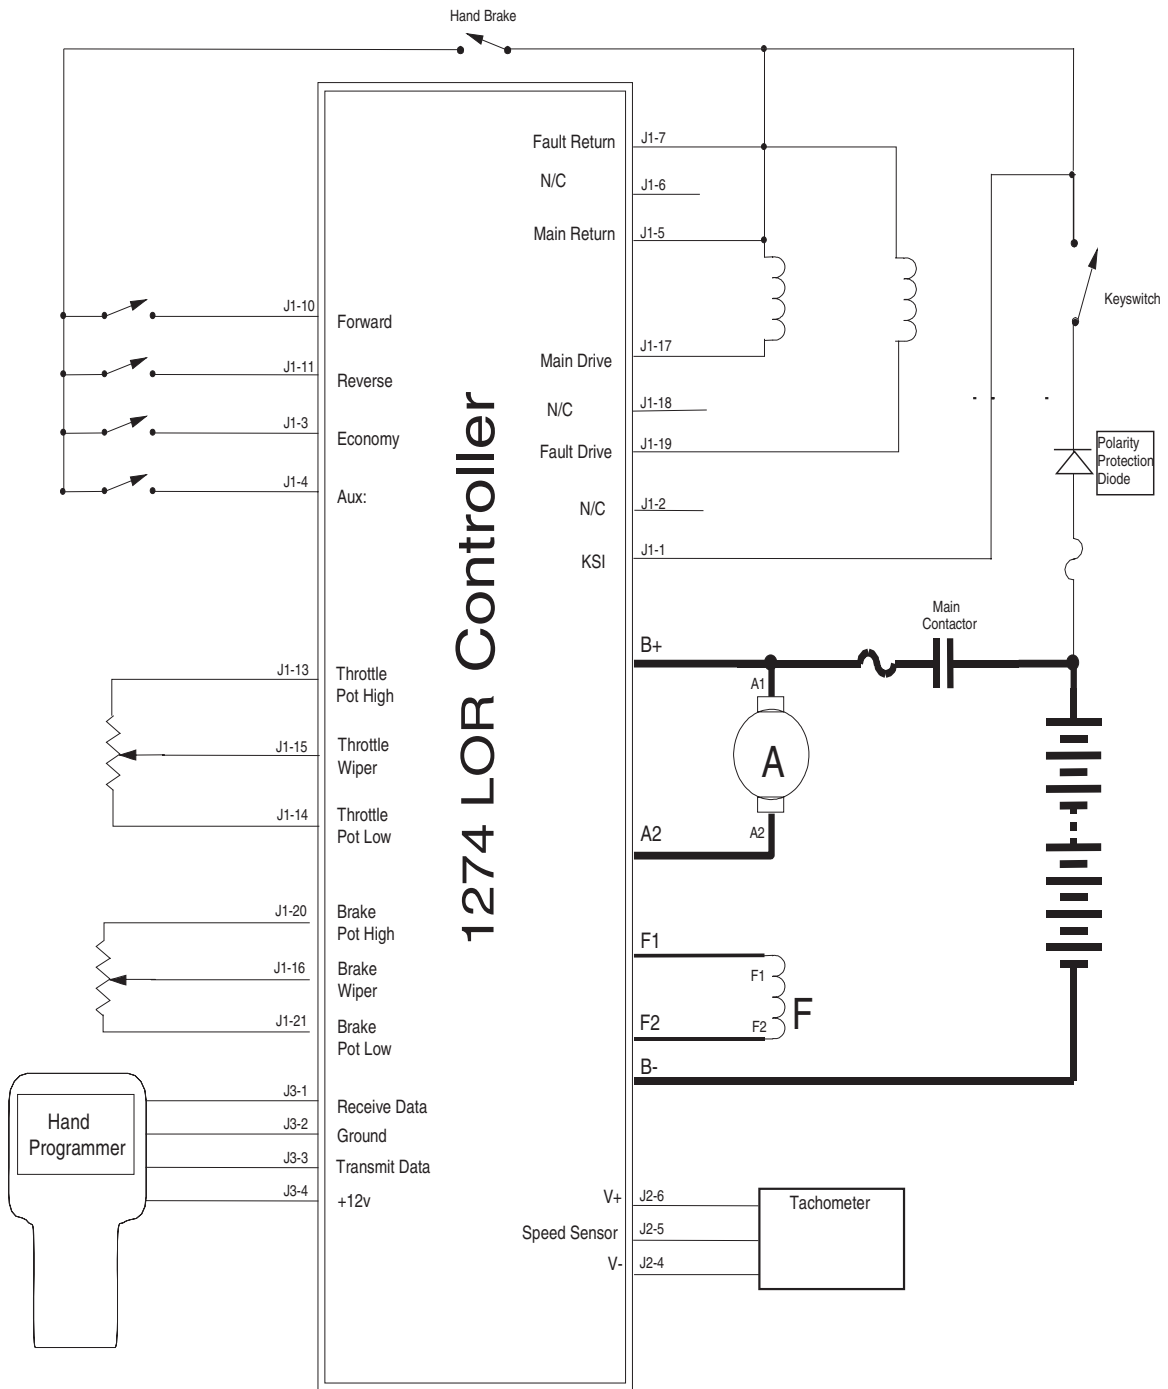 Hand Brake
Fault Return
J1-7
N/C
J1-6
Main Return
J1-5
Keyswitch
J1-10
Forward
J1-11
Reverse
J1-3
Economy
J1-4
Aux:
Main Drive
J1-17
N/C
J1-18
Fault Drive
J1-19
N/C
J1-2
KSI
J1-1
Polarity
Protection
Diode
1274 LOR Controller
Main
Contactor
B+
A1
A
A2
A2
J1-13
Throttle
Pot High
J1-15
Throttle
Wiper
J1-14
Throttle
Pot Low
J1-20
Brake
Pot High
J1-16
Brake
Wiper
J1-21
Brake
Pot Low
F1
F1
F
F2
F2
B-
Hand
Programmer
J3-1
Receive Data
J3-2
Ground
J3-3
Transmit Data
J3-4
+12v
V+
J2-6
Speed Sensor
J2-5
V-
J2-4
Tachometer